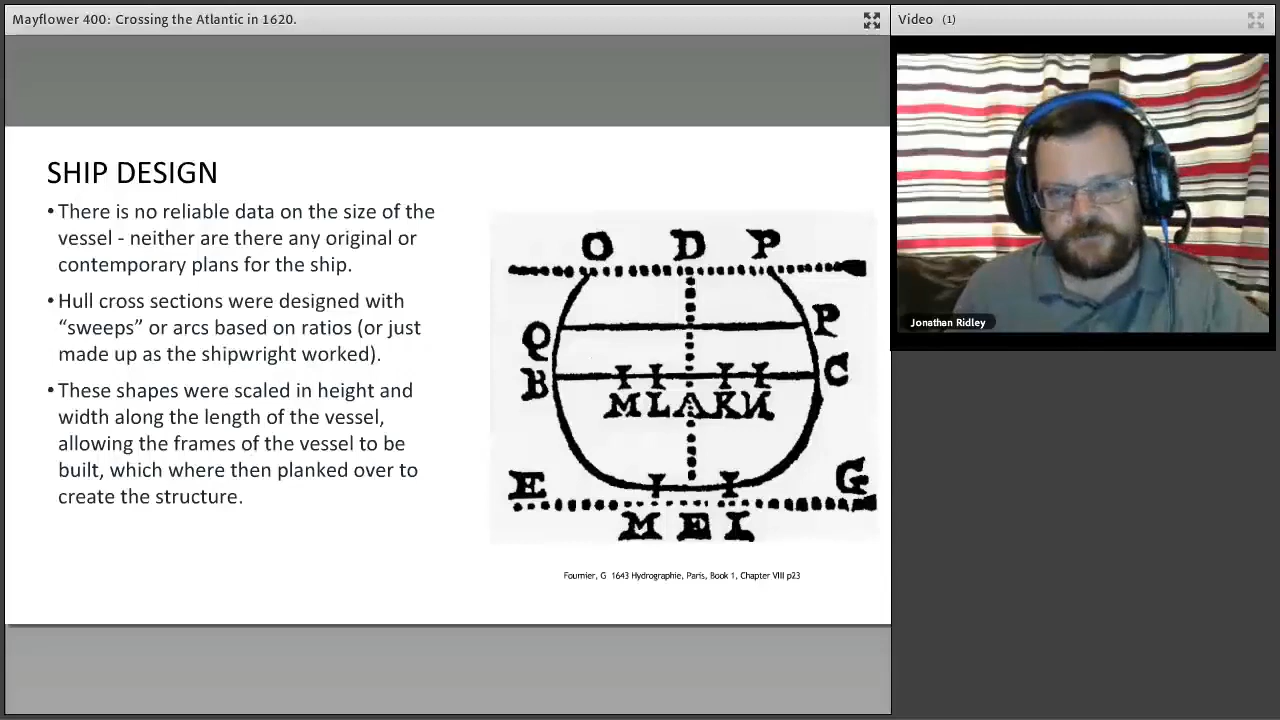 Mayflower 400: Crossing the Atlantic in 1620.
Video (1)
SHIP DESIGN
•There is no reliable data on the size of the
vessel - neither are there any original or
contemporary plans for the ship.
•Hull cross sections were designed with
“sweeps” or arcs based on ratios (or just
made up as the shipwright worked).
•These shapes were scaled in height and
width along the length of the vessel,
allowing the frames of the vessel to be
built, which where then planked over to
create the structure.
O D P
Q P
B C
M L A K N
E G
M E I
Fournier, G 1643 Hydrographie, Paris, Book 1, Chapter VIII p23
Jonathan Ridley